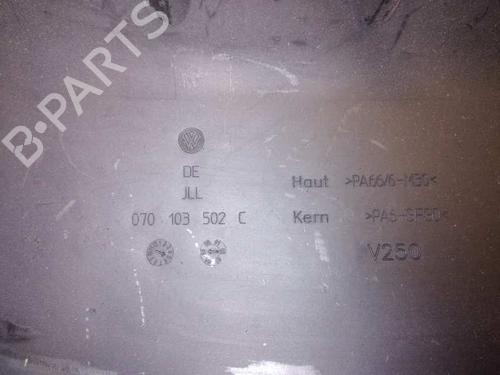 B-PARTS
DE
JLL
070 103 502 C
Haut >PA66/6-M30<
Kern >PA6-GF30<
V250